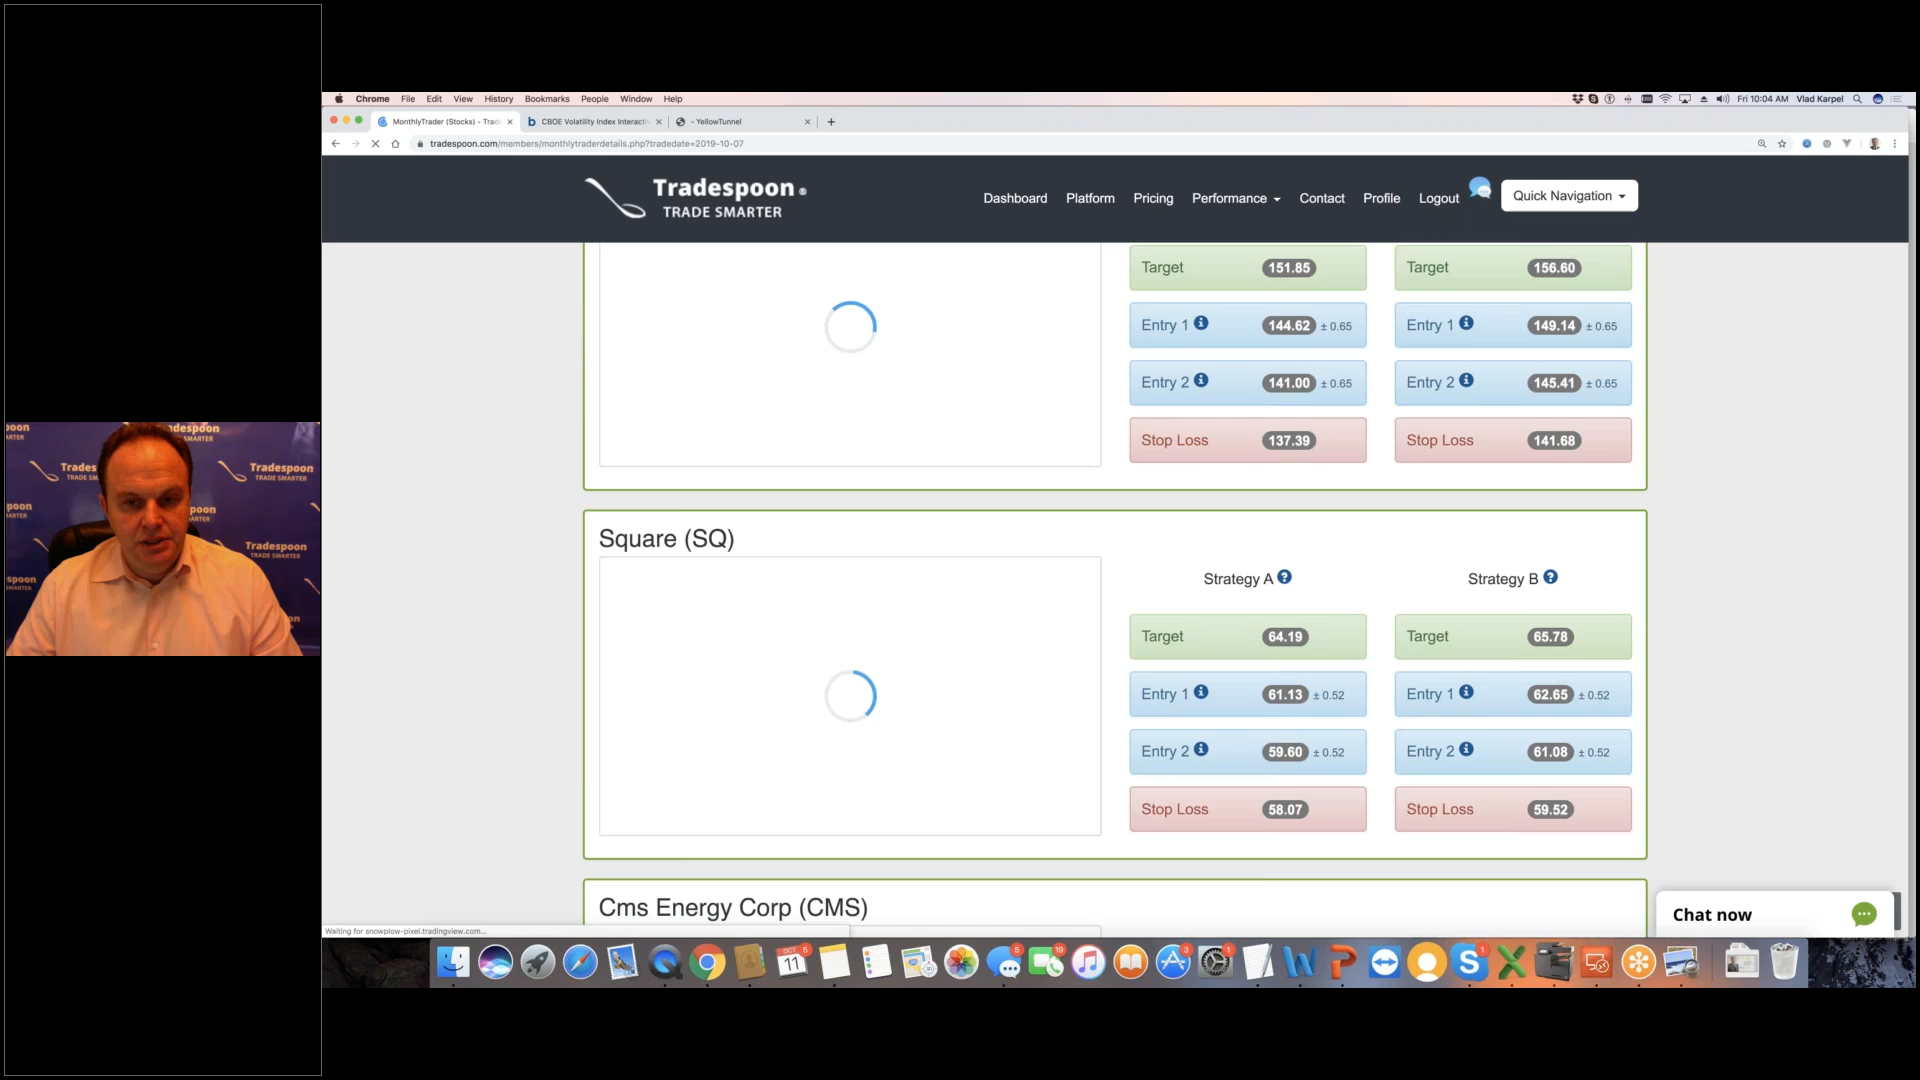 Chrome File Edit View History Bookmarks People Window Help
Fri 10:04 AM Vlad Karpel
MonthlyTrader (Stocks) - Trade
CBOE Volatility Index Interactiv
- YellowTunnel
tradespoon.com/members/monthlytraderdetails.php?tradedate=2019-10-07
Tradespoon®
TRADE SMARTER
Dashboard Platform Pricing Performance Contact Profile Logout Quick Navigation
Target 151.85
Target 156.60
Entry 1 144.62 ± 0.65
Entry 1 149.14 ± 0.65
Entry 2 141.00 ± 0.65
Entry 2 145.41 ± 0.65
Stop Loss 137.39
Stop Loss 141.68
Square (SQ)
Strategy A
Strategy B
Target 64.19
Target 65.78
Entry 1 61.13 ± 0.52
Entry 1 62.65 ± 0.52
Entry 2 59.60 ± 0.52
Entry 2 61.08 ± 0.52
Stop Loss 58.07
Stop Loss 59.52
Cms Energy Corp (CMS)
Chat now
Waiting for snowplow-pixel.tradingview.com...
Tradespoon
TRADE SMARTER
Tradespoon
TRADE SMARTER